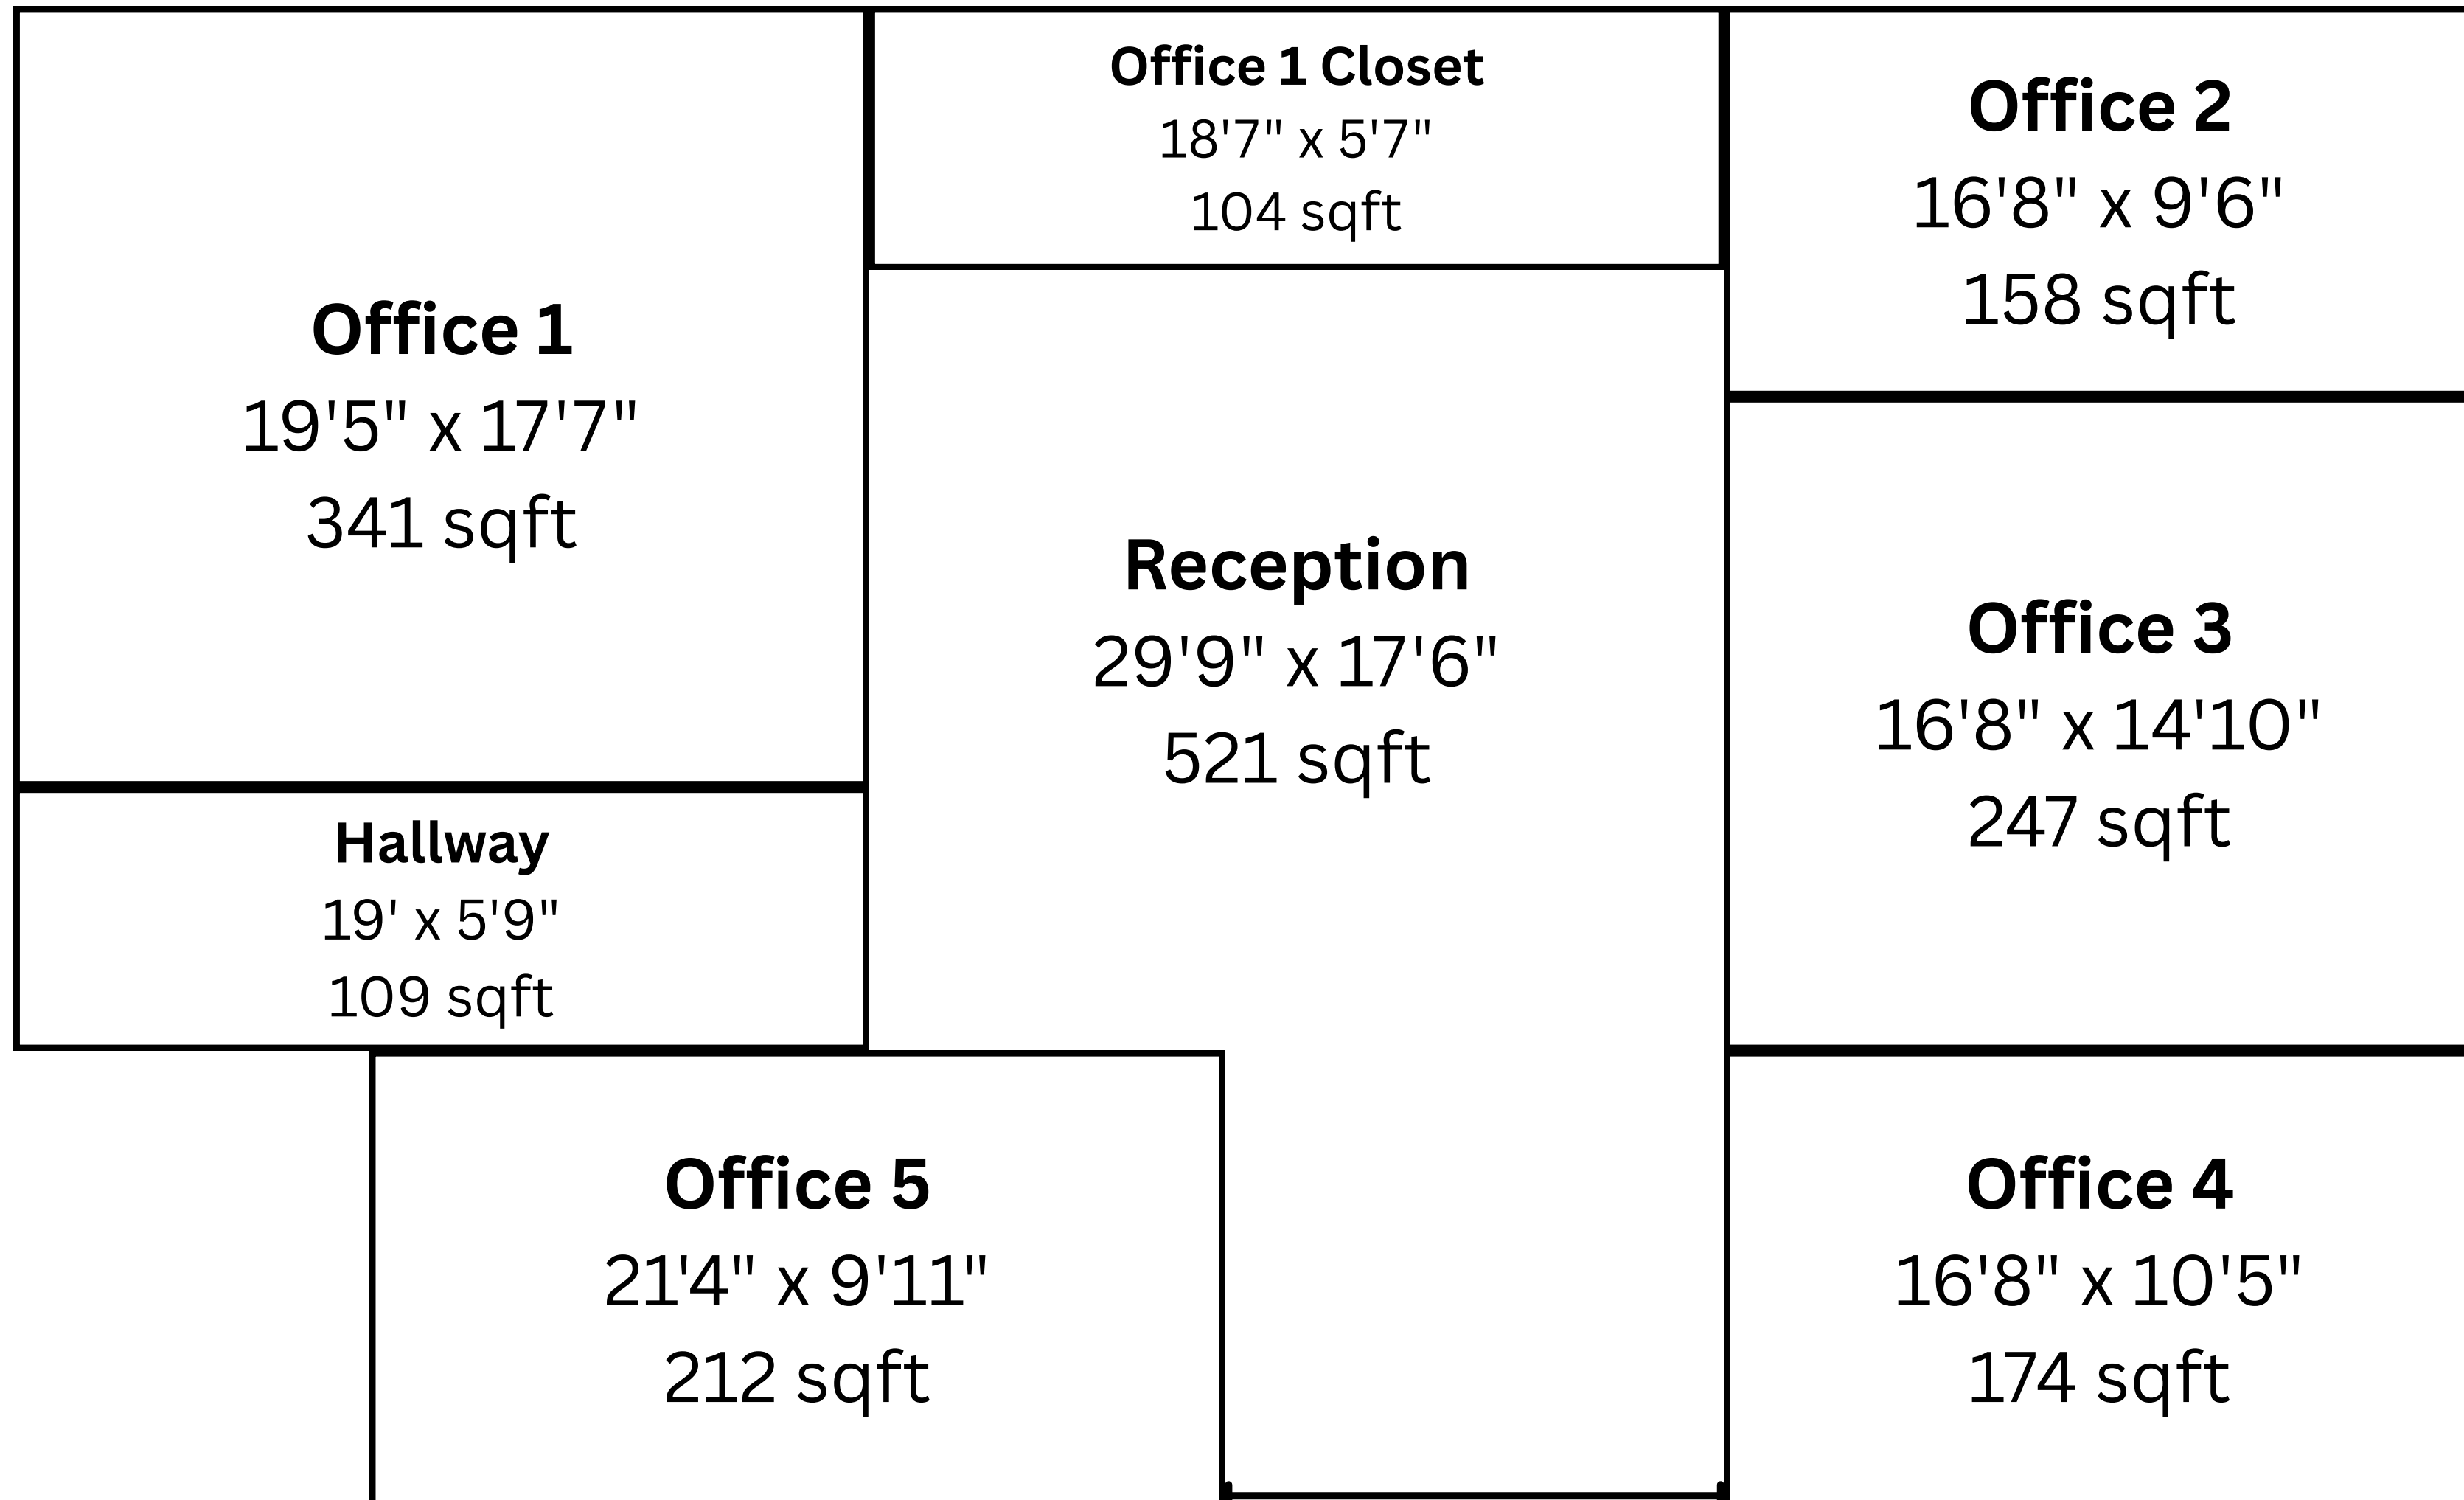 Office 1
19'5" x 17'7"
341 sqft
Office 1 Closet
18'7" x 5'7"
104 sqft
Office 2
16'8" x 9'6"
158 sqft
Reception
29'9" x 17'6"
521 sqft
Office 3
16'8" x 14'10"
247 sqft
Hallway
19' x 5'9"
109 sqft
Office 5
21'4" x 9'11"
212 sqft
Office 4
16'8" x 10'5"
174 sqft